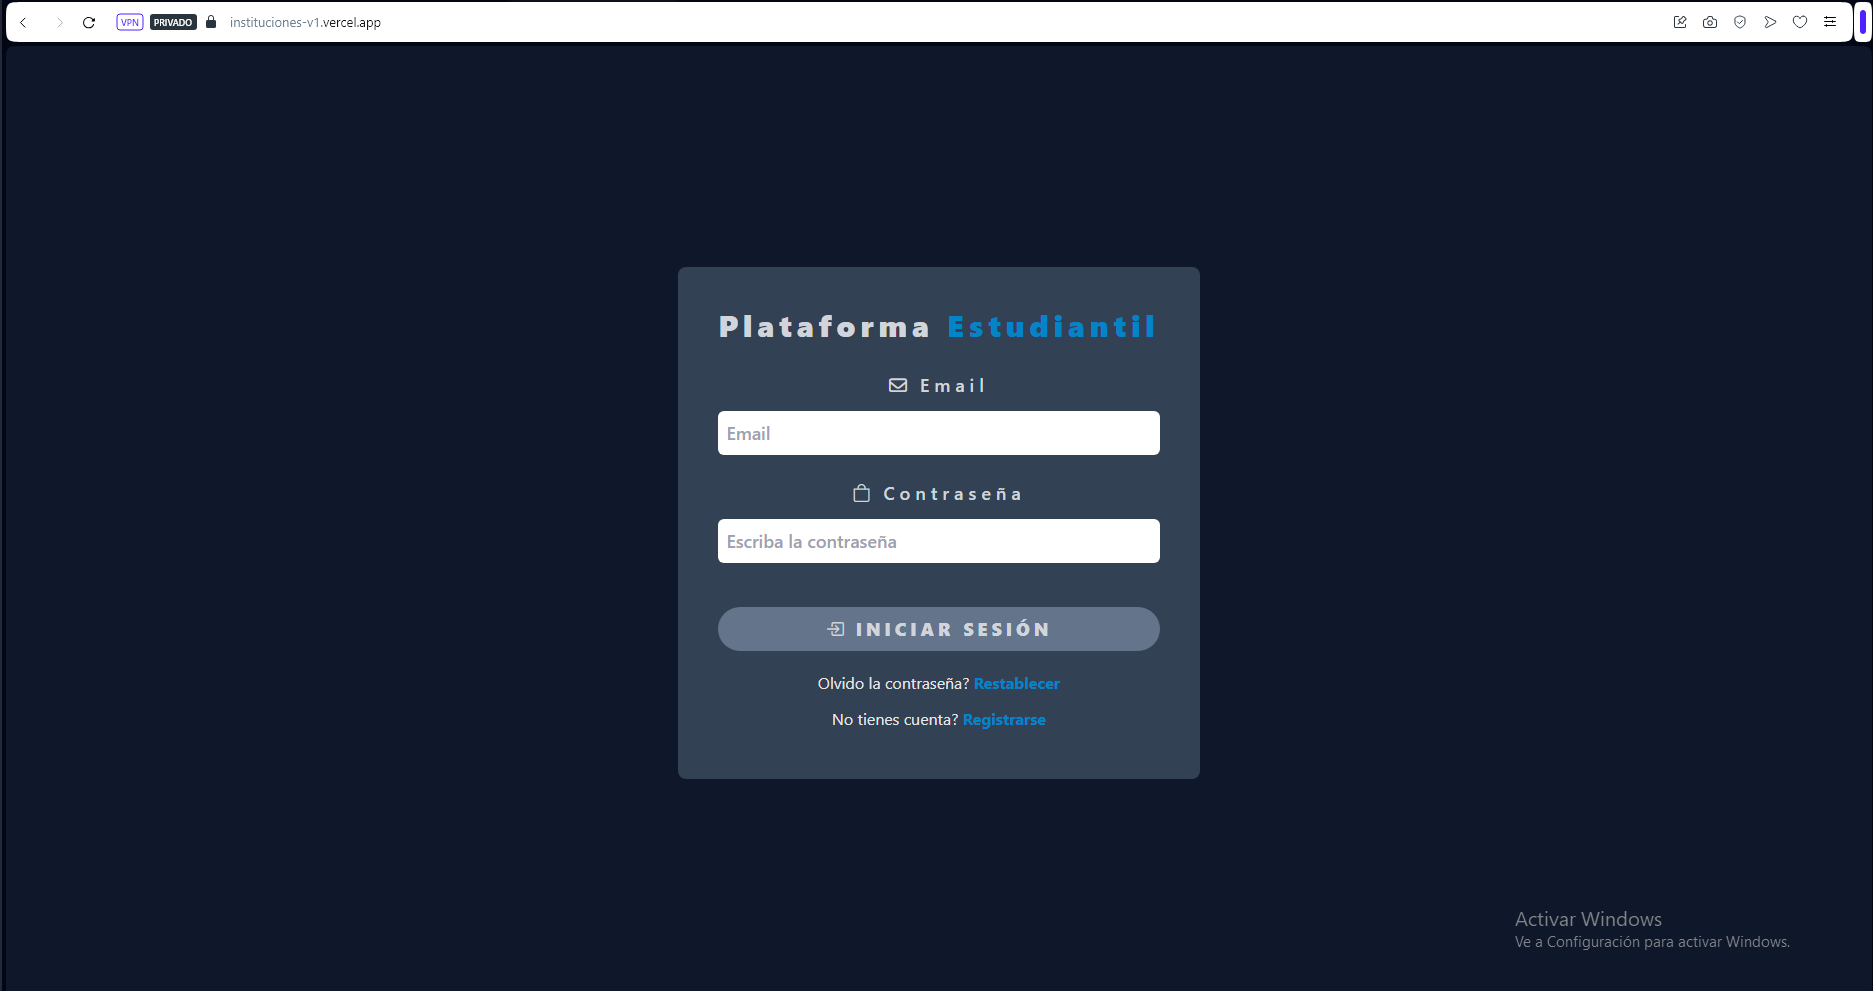 VPN PRIVADO instituciones-v1.vercel.app
Plataforma Estudiantil
Email
Email
Contraseña
Escriba la contraseña
INICIAR SESIÓN
Olvido la contraseña? Restablecer
No tienes cuenta? Registrarse
Activar Windows
Ve a Configuración para activar Windows.